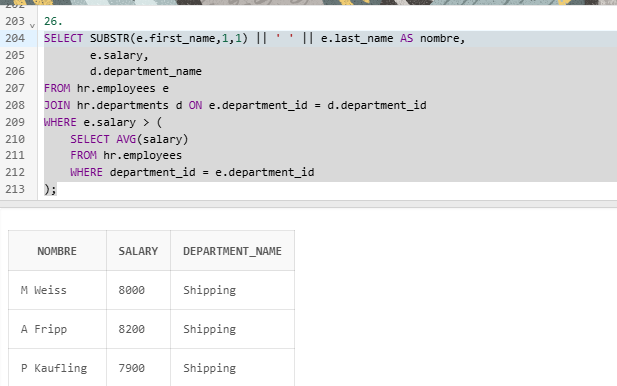 202
203 26.
204 SELECT SUBSTR(e.first_name,1,1) || ' ' || e.last_name AS nombre,
205 e.salary,
206 d.department_name
207 FROM hr.employees e
208 JOIN hr.departments d ON e.department_id = d.department_id
209 WHERE e.salary > (
210 SELECT AVG(salary)
211 FROM hr.employees
212 WHERE department_id = e.department_id
213 );
NOMBRE SALARY DEPARTMENT_NAME
M Weiss 8000 Shipping
A Fripp 8200 Shipping
P Kaufling 7900 Shipping